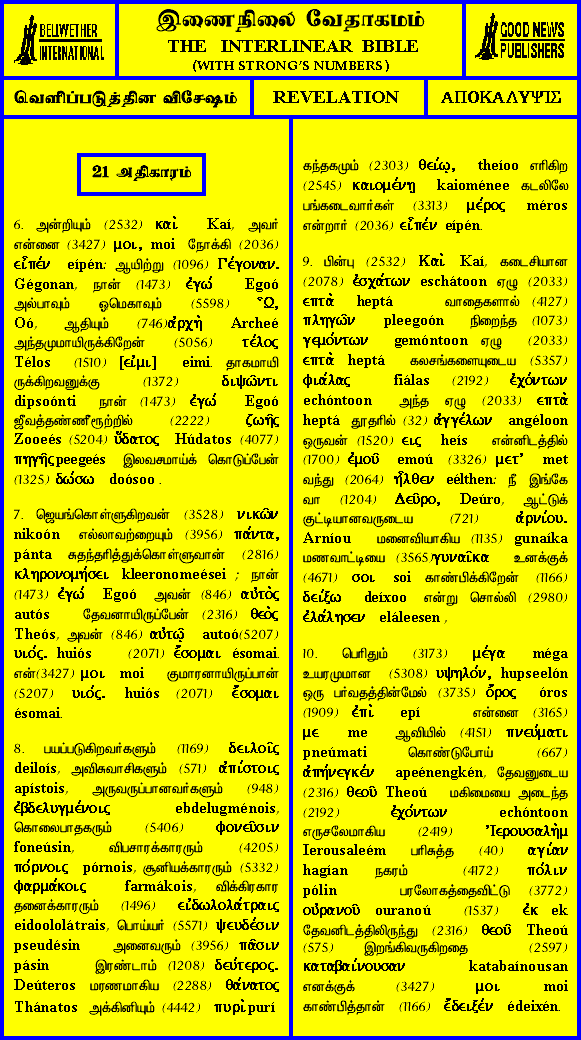 BELLWETHER
INTERNATIONAL
இணைநிலை வேதாகமம்
THE INTERLINEAR BIBLE
(WITH STRONG'S NUMBERS)
GOOD NEWS
PUBLISHERS
வெளிப்படுத்தின விசேஷம்
REVELATION
ΑΠΟΚΑΛΥΨΙΣ
21 அதிகாரம்
6. அன்றியும் (2532) καὶ Kaí, அவர்
என்னை (3427) μοι, moi நோக்கி (2036)
εἶπέν eípén: ஆயிற்று (1096) Γέγοναν.
Gégonan, நான் (1473) ἐγώ Egoó
அல்பாவும் ஓமெகாவும் (5598) Ὦ,
Oó, ஆதியும் (746)ἀρχὴ Archeé
அந்தமுமாயிருக்கிறேன் (5056) τέλος
Télos (1510) [εἰμι] eimi. தாகமாயி
ருக்கிறவனுக்கு (1372) διψῶντι
dipsoónti நான் (1473) ἐγώ Egoó
ஜீவத்தண்ணீரூற்றில் (2222) ζωῆς
Zooeés (5204) ὕδατος Húdatos (4077)
πηγῆς peegeés இலவசமாய்க் கொடுப்பேன்
(1325) δώσω doósoo .
7. ஜெயங்கொள்ளுகிறவன் (3528) νικῶν
nikoón எல்லாவற்றையும் (3956) πάντα,
pánta சுதந்தரித்துக்கொள்ளுவான் (2816)
κληρονομήσει kleeronomeései ; நான்
(1473) ἐγώ Egoó அவன் (846) αὐτὸς
autós தேவனாயிருப்பேன் (2316) θεὸς
Theós, அவன் (846) αὐτῷ autoó(5207)
υιός. huiós (2071) ἔσομαι ésomai.
என்(3427) μοι moi குமாரனாயிருப்பான்
(5207) υιός. huiós (2071) ἔσομαι
ésomai.
8. பயப்படுகிறவர்களும் (1169) δειλοῖς
deiloís, அவிசுவாசிகளும் (571) ἀπίστοις
apístois, அருவருப்பானவர்களும் (948)
ἐβδελυγμένοις ebdelugménois,
கொலைபாதகரும் (5406) φονεῦσιν
foneúsin, விபசாரக்காரரும் (4205)
πόρνοις pórnois, சூனியக்காரரும் (5332)
φαρμάκοις farmákois, விக்கிரகார
தனைக்காரரும் (1496) εἰδωλολάτραις
eidoololátrais, பொய்யர் (5571) ψευδέσιν
pseudésin அனைவரும் (3956) πᾶσιν
pásin இரண்டாம் (1208) δεύτερος.
Deúteros மரணமாகிய (2288) θάνατος
Thánatos அக்கினியும் (4442) πυρὶ purí
கந்தகமும் (2303) θείῳ, theíoo எரிகிற
(2545) καιομένῃ kaioménee கடலிலே
பங்கடைவார்கள் (3313) μέρος méros
என்றார் (2036) εἶπέν eípén.
9. பின்பு (2532) Καὶ Kaí, கடைசியான
(2078) ἐσχάτων eschátoon ஏழு (2033)
ἑπτὰ heptá வாதைகளால் (4127)
πληγῶν pleegoón நிறைந்த (1073)
γεμόντων gemóntoon ஏழு (2033)
ἑπτὰ heptá கலசங்களையுடைய (5357)
φιάλας fiálas (2192) ἐχόντων
echóntoon அந்த ஏழு (2033) ἑπτὰ
heptá தூதரில் (32) ἀγγέλων angéloon
ஒருவன் (1520) εις heís என்னிடத்தில்
(1700) ἐμοῦ emoú (3326) μετ' met
வந்து (2064) ἦλθεν eélthen: நீ இங்கே
வா (1204) Δεῦρο, Deúro, ஆட்டுக்
குட்டியானவருடைய (721) ἀρνίου.
Arníou மனைவியாகிய (1135) gunaíka
மணவாட்டியை (3565)γυναῖκα உனக்குக்
(4671) σοι soi காண்பிக்கிறேன் (1166)
δείξω deíxoo என்று சொல்லி (2980)
ἐλάλησεν eláleesen ,
10. பெரிதும் (3173) μέγα méga
உயரமுமான (5308) υψηλόν, hupseelón
ஒரு பர்வதத்தின்மேல் (3735) ὄρος óros
(1909) ἐπὶ epí என்னை (3165)
με me ஆவியில் (4151) πνεύματι
pneúmati கொண்டுபோய் (667)
ἀπήνεγκέν apeénengkén, தேவனுடைய
(2316) θεοῦ Theoú மகிமையை அடைந்த
(2192) ἐχόντων echóntoon
எருசலேமாகிய (2419) Ἰερουσαλὴμ
Ierousaleém பரிசுத்த (40) αγίαν
hagían நகரம் (4172) πόλιν
pólin பரலோகத்தைவிட்டு (3772)
οὐρανοῦ ouranoú (1537) ἐκ ek
தேவனிடத்திலிருந்து (2316) θεοῦ Theoú
(575) இறங்கிவருகிறதை (2597)
καταβαίνουσαν katabaínousan
எனக்குக் (3427) μοι moi
காண்பித்தான் (1166) ἔδειξέν édeixén.